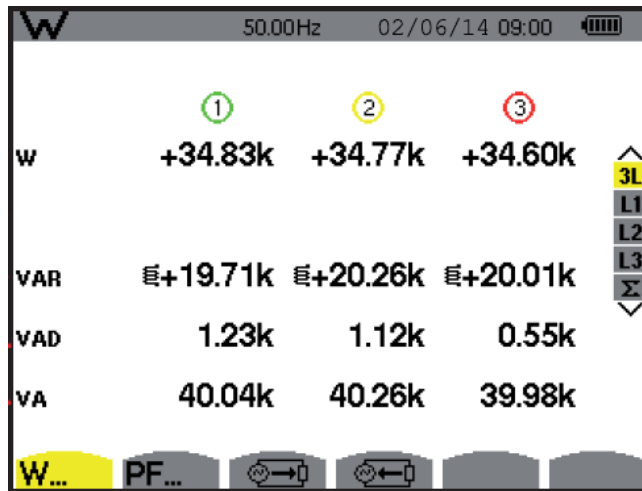 W 50.00Hz 02/06/14 09:00
1 2 3
W +34.83k +34.77k +34.60k
3L
L1
L2
L3
Σ
VAR +19.71k +20.26k +20.01k
VAD 1.23k 1.12k 0.55k
VA 40.04k 40.26k 39.98k
W... PF...